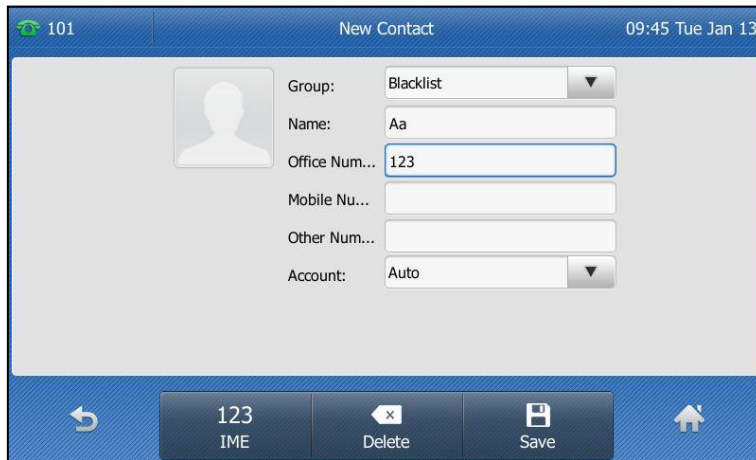 101 New Contact 09:45 Tue Jan 13
Group: Blacklist
Name: Aa
Office Num... 123
Mobile Nu...
Other Num...
Account: Auto
123
IME Delete Save